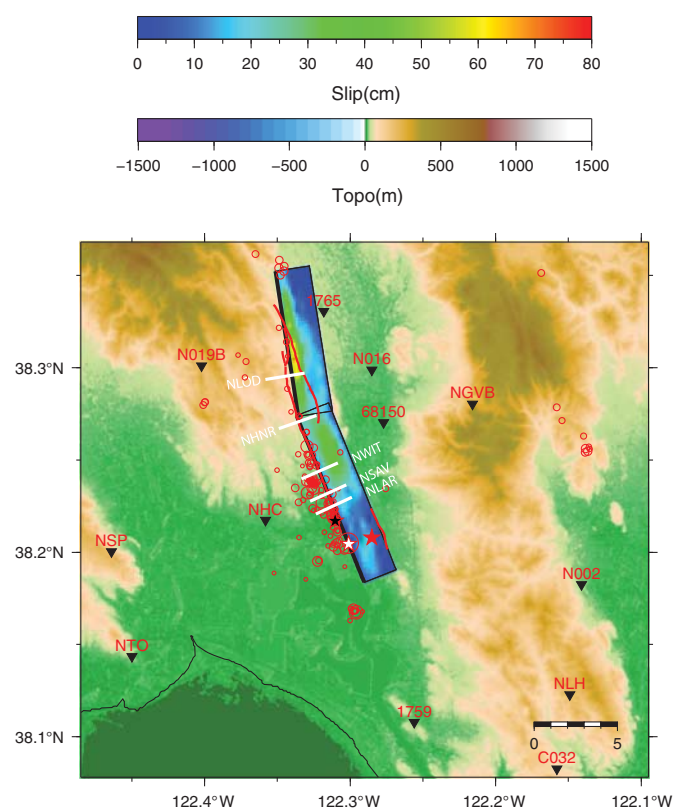 0 10 20 30 40 50 60 70 80
Slip(cm)
−1500 −1000 −500 0 500 1000 1500
Topo(m)
1765
38.3°N
N019B
N016
NLOD
NGVB
68150
NHNR
NWIT
NSAV
NLAR
NHC
38.2°N
NSP
N002
NTO
NLH
1759
38.1°N
0 5
C032
122.4°W 122.3°W 122.2°W 122.1°W